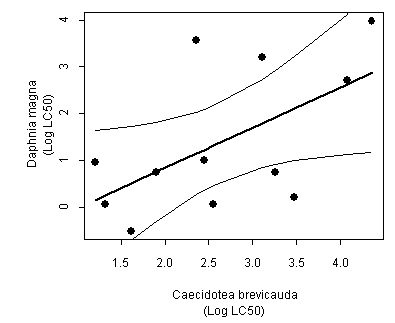 Daphnia magna
(Log LC50)
4
3
2
1
0
1.5 2.0 2.5 3.0 3.5 4.0
Caecidotea brevicauda
(Log LC50)